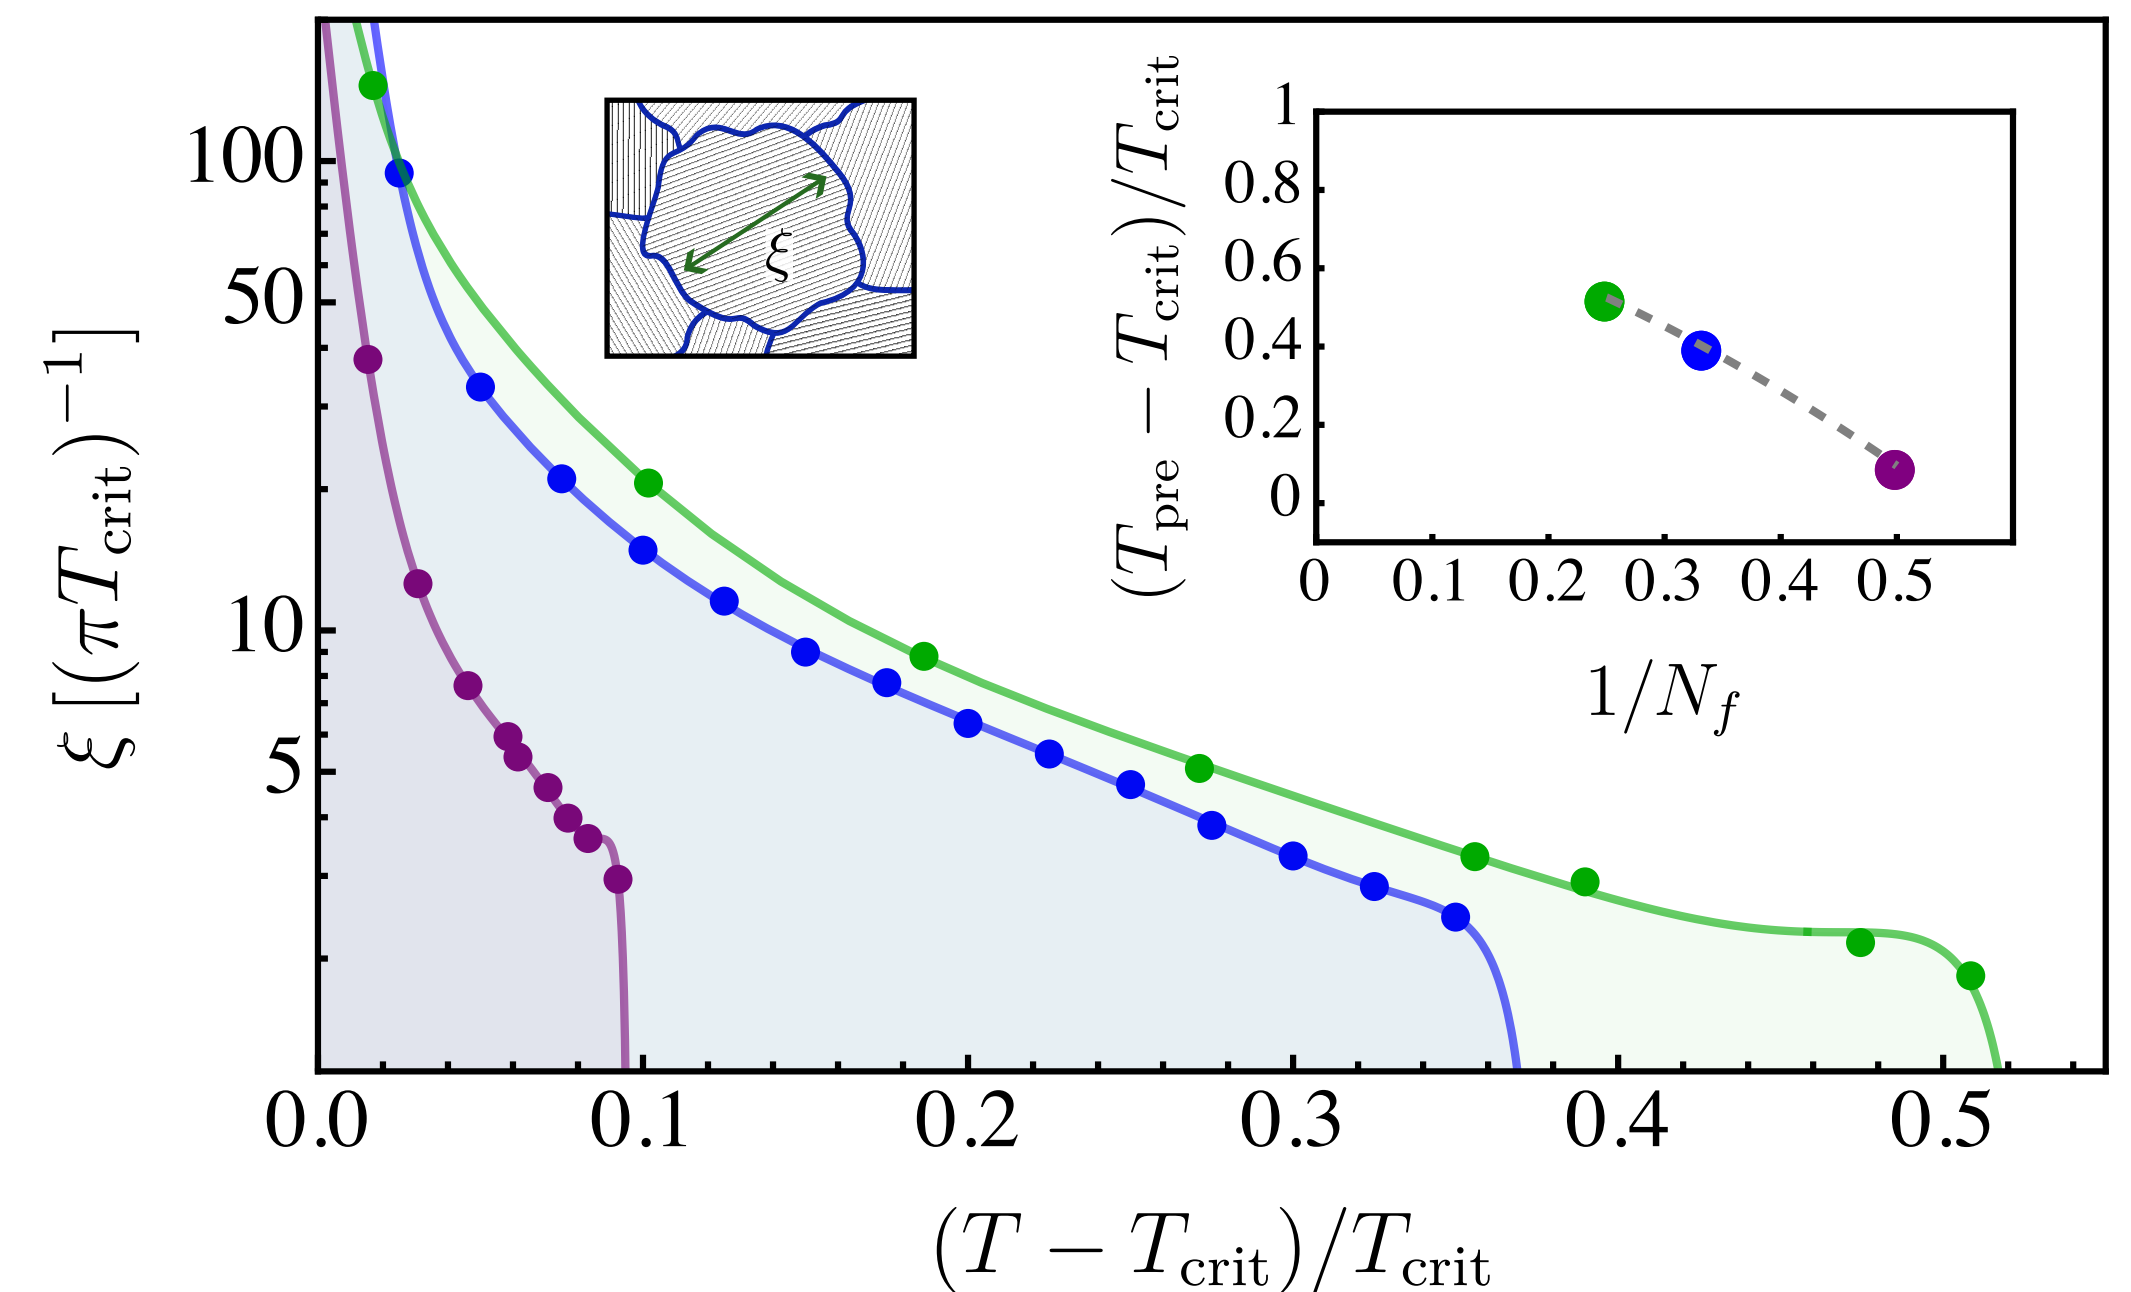 ξ [(πT_crit)^−1]
100
50
10
5
0.0 0.1 0.2 0.3 0.4 0.5
(T − T_crit)/T_crit
ξ
(T_pre − T_crit)/T_crit
1
0.8
0.6
0.4
0.2
0
0 0.1 0.2 0.3 0.4 0.5
1/N_f